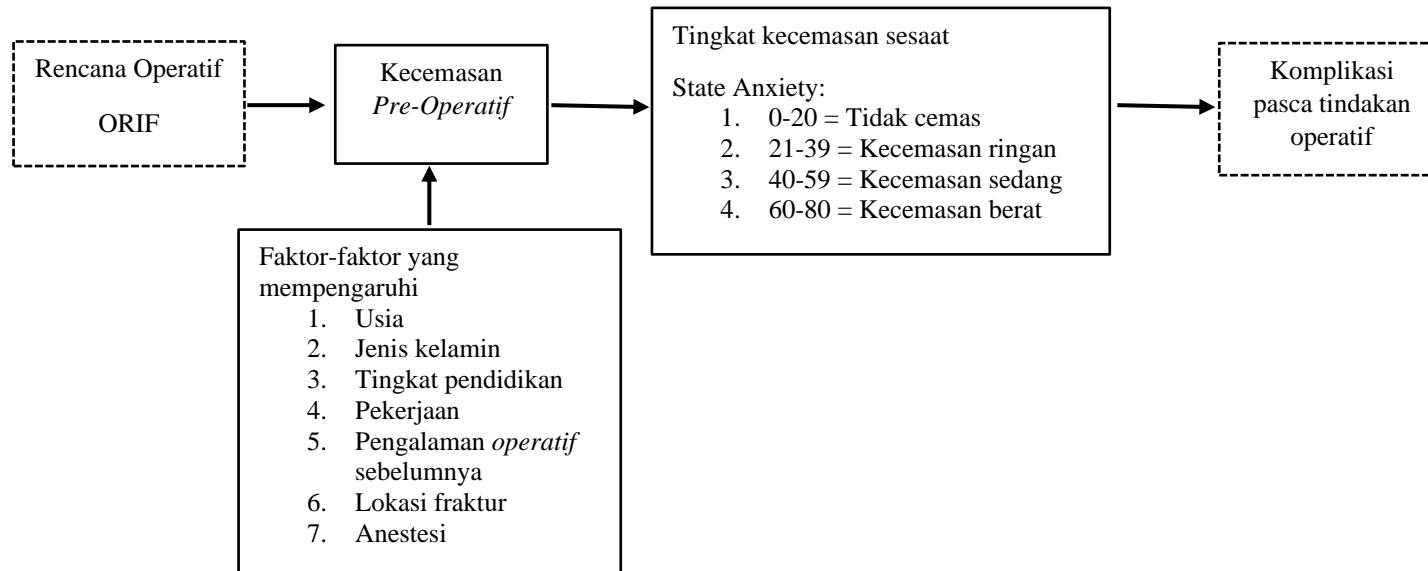 Rencana Operatif
ORIF
Kecemasan
Pre-Operatif
Tingkat kecemasan sesaat
State Anxiety:
1. 0-20 = Tidak cemas
2. 21-39 = Kecemasan ringan
3. 40-59 = Kecemasan sedang
4. 60-80 = Kecemasan berat
Komplikasi
pasca tindakan
operatif
Faktor-faktor yang
mempengaruhi
1. Usia
2. Jenis kelamin
3. Tingkat pendidikan
4. Pekerjaan
5. Pengalaman operatif
sebelumnya
6. Lokasi fraktur
7. Anestesi